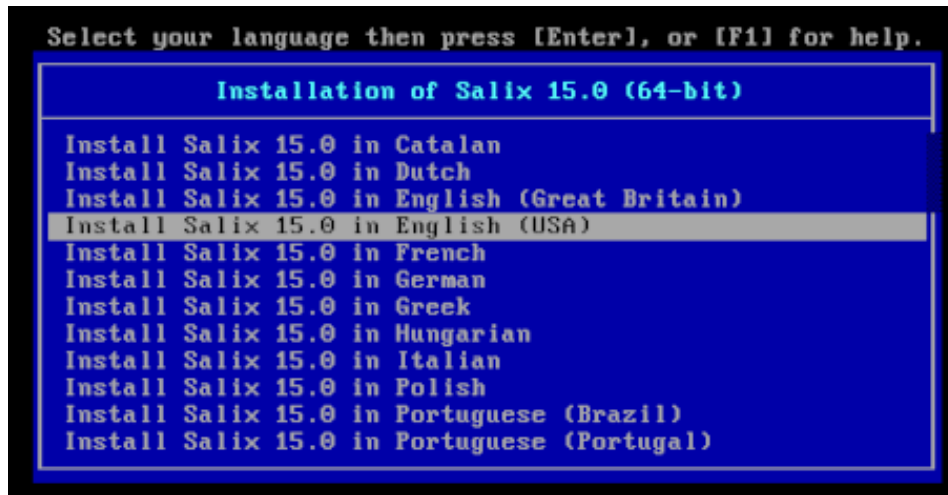 Select your language then press [Enter], or [F1] for help.
Installation of Salix 15.0 (64-bit)
Install Salix 15.0 in Catalan
Install Salix 15.0 in Dutch
Install Salix 15.0 in English (Great Britain)
Install Salix 15.0 in English (USA)
Install Salix 15.0 in French
Install Salix 15.0 in German
Install Salix 15.0 in Greek
Install Salix 15.0 in Hungarian
Install Salix 15.0 in Italian
Install Salix 15.0 in Polish
Install Salix 15.0 in Portuguese (Brazil)
Install Salix 15.0 in Portuguese (Portugal)